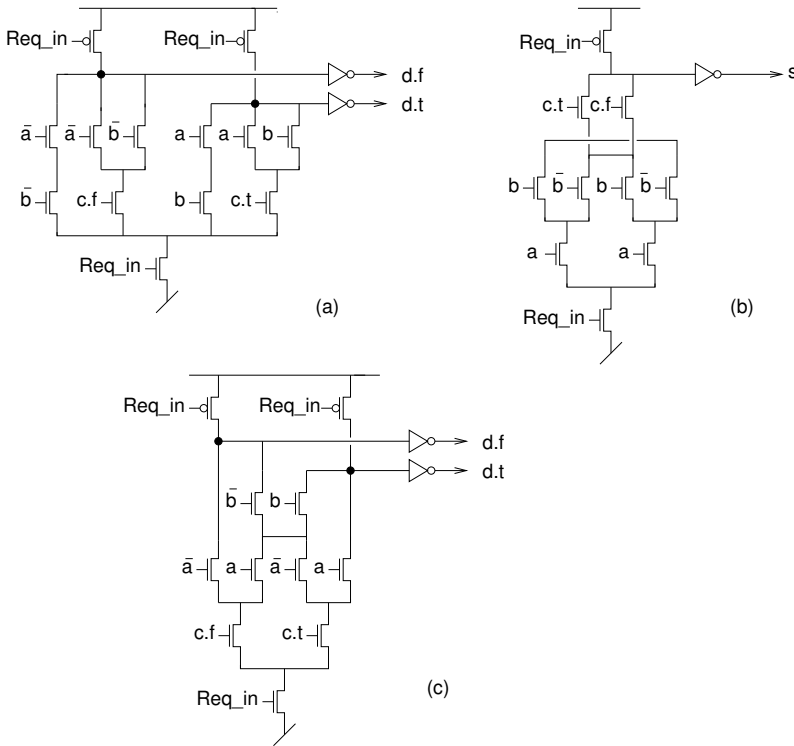 Req_in Req_in
d.f
d.t
a̅ a̅ b̅ a a b
b̅ c.f b c.t
Req_in
(a)
Req_in
s
c.t c.f
b b̅ b b̅
a a
Req_in
(b)
Req_in Req_in
d.f
d.t
b̅ b
a̅ a a̅ a
c.f c.t
Req_in
(c)